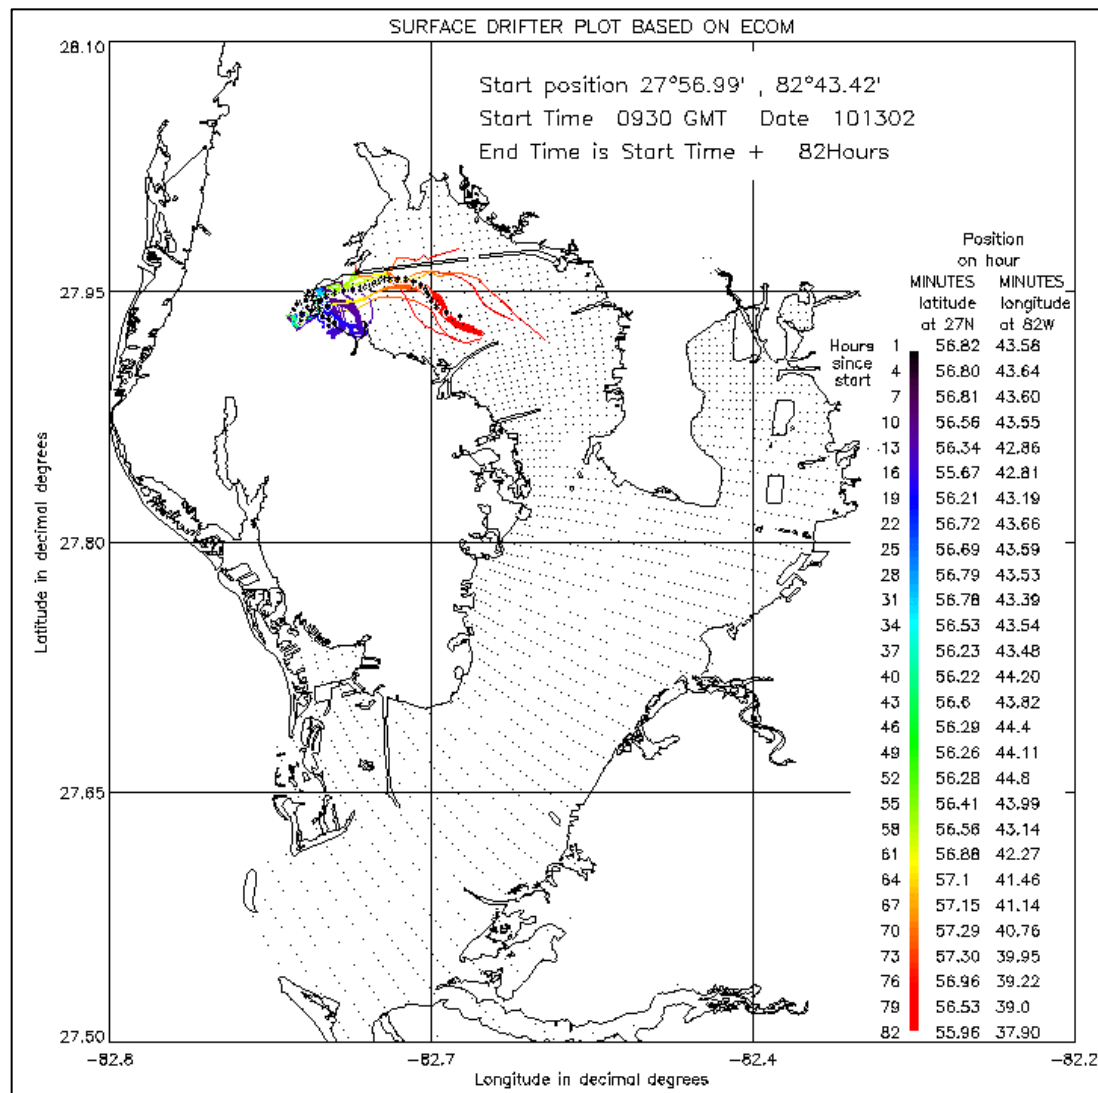 SURFACE DRIFTER PLOT BASED ON ECOM
28.10
Start position 27°56.99' , 82°43.42'
Start Time 0930 GMT Date 101302
End Time is Start Time + 82Hours
Position
on hour
MINUTES MINUTES
latitude longitude
at 27N at 82W
Hours
since
start
1 56.82 43.58
4 56.80 43.64
7 56.81 43.60
10 56.56 43.55
13 56.34 42.86
16 55.67 42.81
19 56.21 43.19
22 56.72 43.66
25 56.69 43.59
28 56.79 43.53
31 56.78 43.39
34 56.53 43.54
37 56.23 43.48
40 56.22 44.20
43 56.6 43.82
46 56.29 44.4
49 56.26 44.11
52 56.28 44.8
55 56.41 43.99
58 56.56 43.14
61 56.88 42.27
64 57.1 41.46
67 57.15 41.14
70 57.29 40.76
73 57.30 39.95
76 56.96 39.22
79 56.53 39.0
82 55.96 37.90
27.95
27.80
27.65
27.50
Latitude in decimal degrees
-82.8 -82.7 -82.4 -82.2
Longitude in decimal degrees